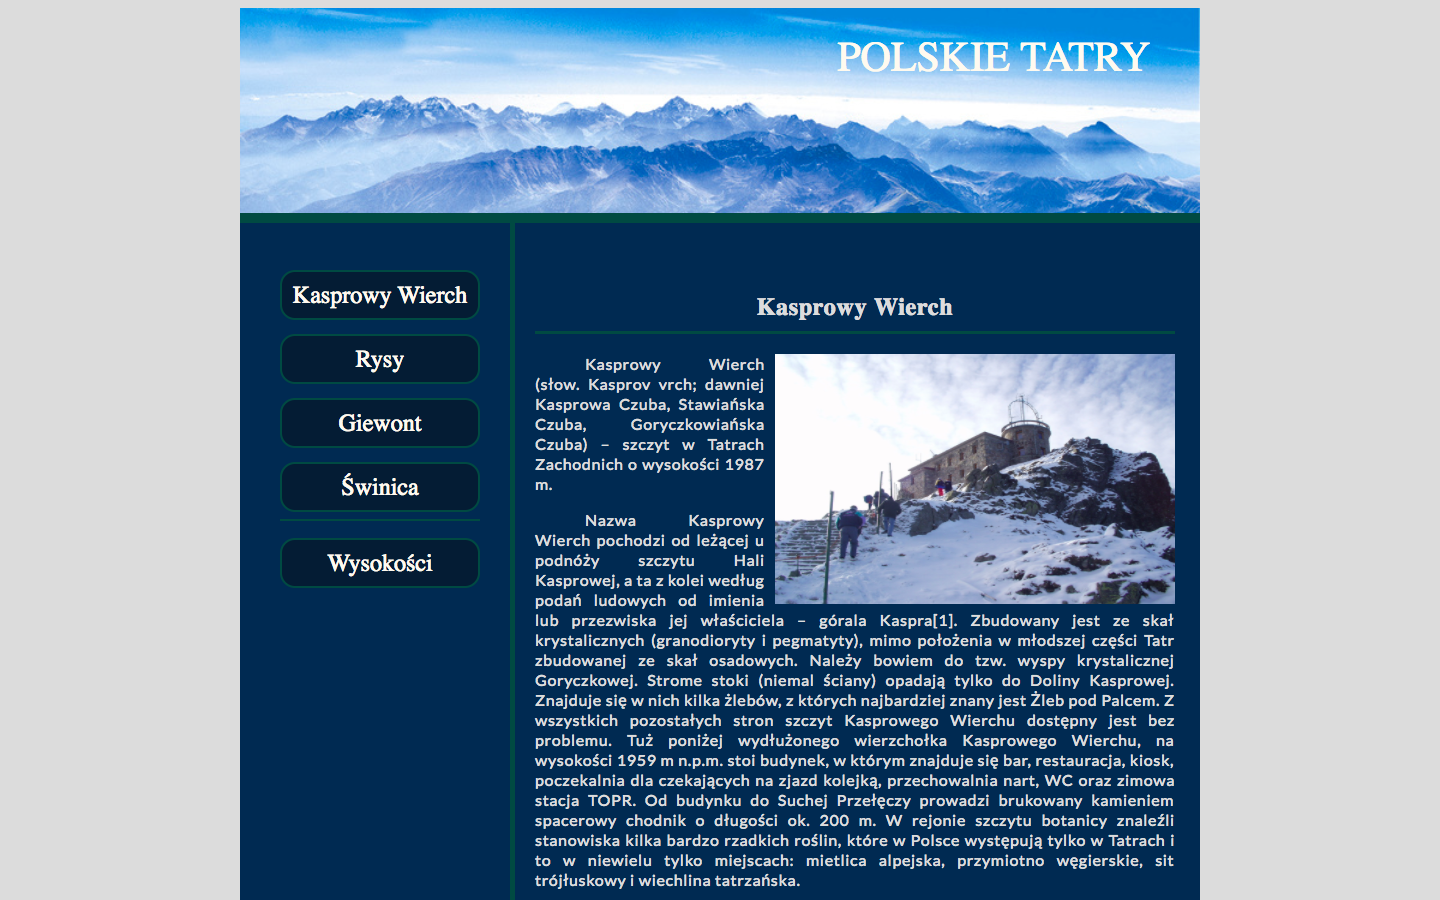 POLSKIE TATRY
Kasprowy Wierch
Rysy
Giewont
Świnica
Wysokości
Kasprowy Wierch
Kasprowy Wierch
(słow. Kasprov vrch; dawniej
Kasprowa Czuba, Stawiańska
Czuba, Goryczkowiańska
Czuba) – szczyt w Tatrach
Zachodnich o wysokości 1987
m.
Nazwa Kasprowy
Wierch pochodzi od leżącej u
podnóży szczytu Hali
Kasprowej, a ta z kolei według
podań ludowych od imienia
lub przezwiska jej właściciela – górala Kaspra[1]. Zbudowany jest ze skał
krystalicznych (granodioryty i pegmatyty), mimo położenia w młodszej części Tatr
zbudowanej ze skał osadowych. Należy bowiem do tzw. wyspy krystalicznej
Goryczkowej. Strome stoki (niemal ściany) opadają tylko do Doliny Kasprowej.
Znajduje się w nich kilka żlebów, z których najbardziej znany jest Żleb pod Palcem. Z
wszystkich pozostałych stron szczyt Kasprowego Wierchu dostępny jest bez
problemu. Tuż poniżej wydłużonego wierzchołka Kasprowego Wierchu, na
wysokości 1959 m n.p.m. stoi budynek, w którym znajduje się bar, restauracja, kiosk,
poczekalnia dla czekających na zjazd kolejką, przechowalnia nart, WC oraz zimowa
stacja TOPR. Od budynku do Suchej Przełęczy prowadzi brukowany kamieniem
spacerowy chodnik o długości ok. 200 m. W rejonie szczytu botanicy znaleźli
stanowiska kilka bardzo rzadkich roślin, które w Polsce występują tylko w Tatrach i
to w niewielu tylko miejscach: mietlica alpejska, przymiotno węgierskie, sit
trójłuskowy i wiechlina tatrzańska.